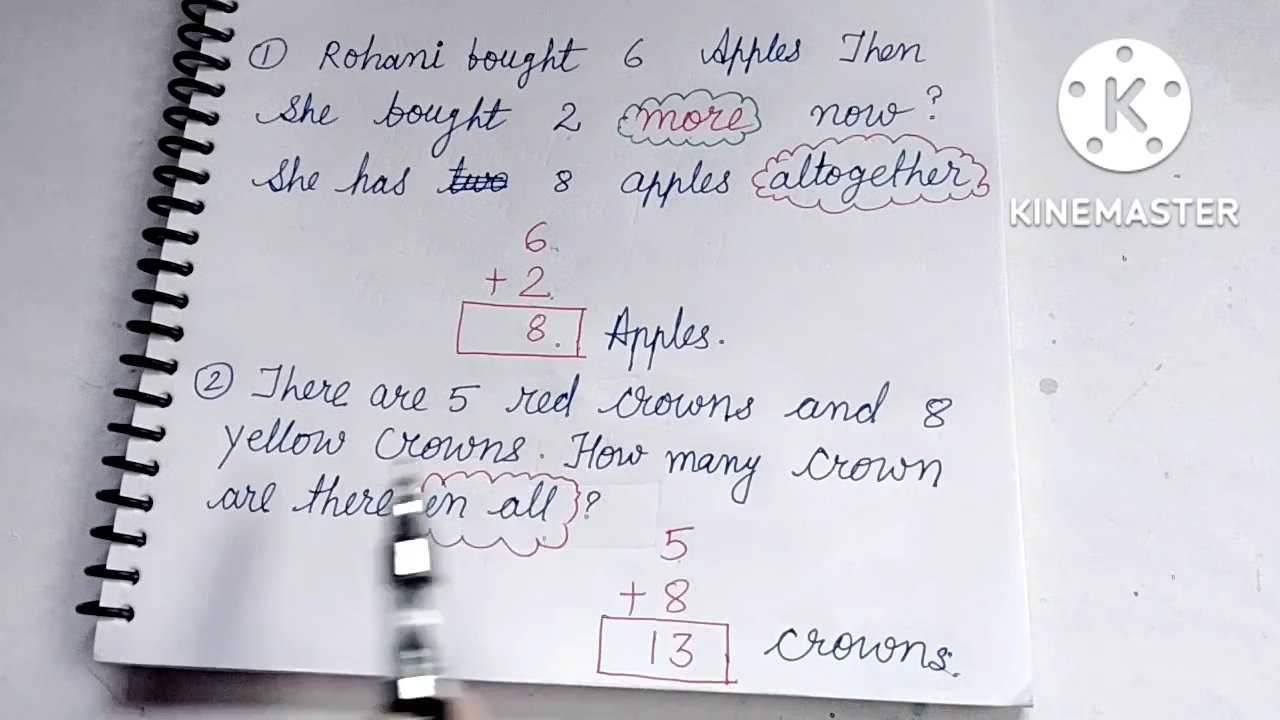 ① Rohani bought 6 Apples Then
She bought 2 more now?
She has two 8 apples altogether
6
+ 2
8 Apples.
② There are 5 red crowns and 8
yellow crowns. How many crown
are there en all?
5
+ 8
13 crowns.
K
KINEMASTER